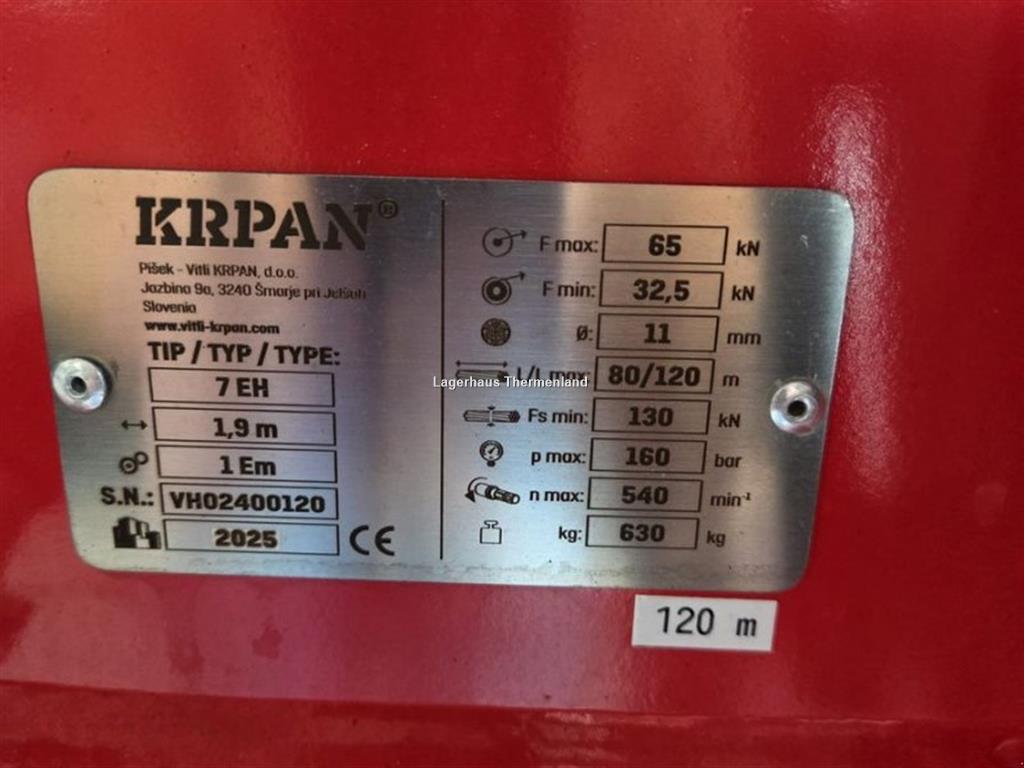 KRPAN®
Pišek - Vitli KRPAN, d.o.o.
Jazbina 9a, 3240 Šmarje pri Jelšah
Slovenia
www.vitli-krpan.com
TIP / TYP / TYPE:
7 EH
1,9 m
1 Em
S.N.: VH02400120
2025 CE
F max: 65 kN
F min: 32,5 kN
Ø: 11 mm
L/L max: 80/120 m
Fs min: 130 kN
p max: 160 bar
n max: 540 min⁻¹
kg: 630 kg
Lagerhaus Thermenland
120 m